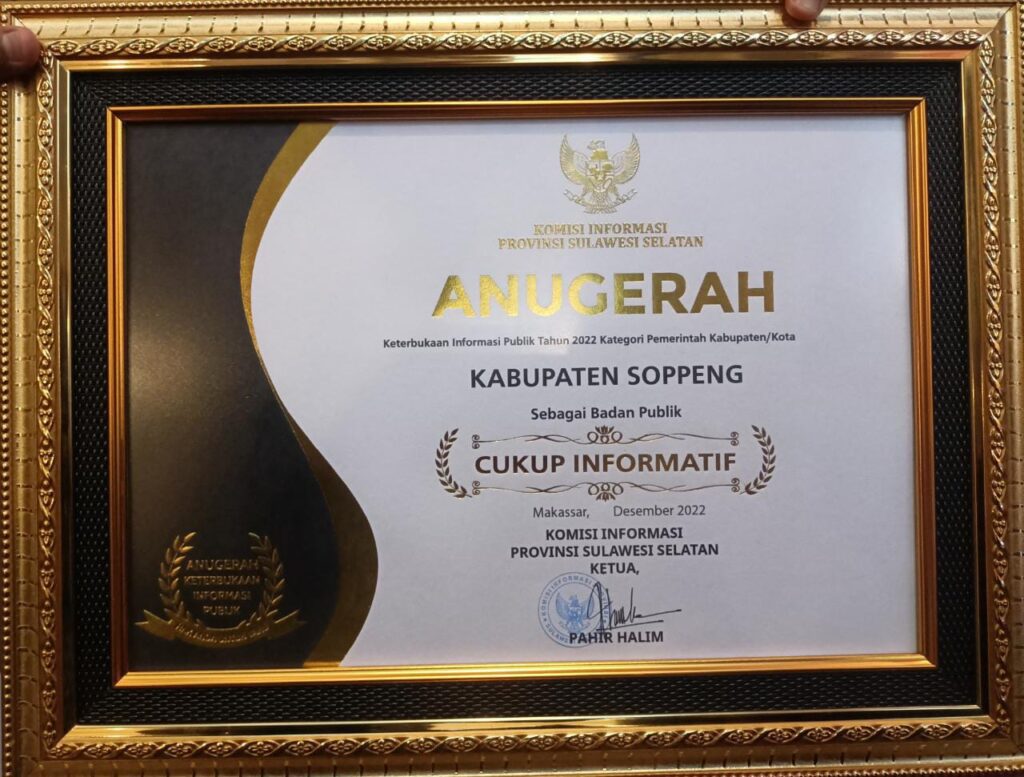 KOMISI INFORMASI
PROVINSI SULAWESI SELATAN
ANUGERAH
Keterbukaan Informasi Publik Tahun 2022 Kategori Pemerintah Kabupaten/Kota
KABUPATEN SOPPENG
Sebagai Badan Publik
CUKUP INFORMATIF
Makassar, Desember 2022
KOMISI INFORMASI
PROVINSI SULAWESI SELATAN
KETUA,
PAHIR HALIM
ANUGERAH
KETERBUKAAN
INFORMASI
PUBLIK